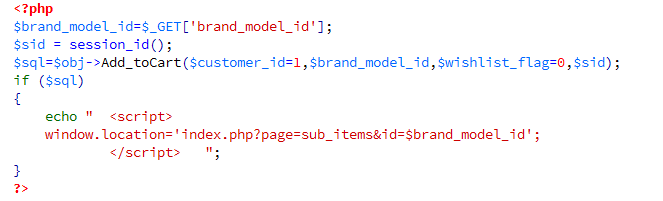 <?php
$brand_model_id=$_GET['brand_model_id'];
$sid = session_id();
$sql=$obj->Add_toCart($customer_id=1,$brand_model_id,$wishlist_flag=0,$sid);
if ($sql)
{
    echo "  <script>
    window.location='index.php?page=sub_items&id=$brand_model_id';
            </script>   ";
}
?>